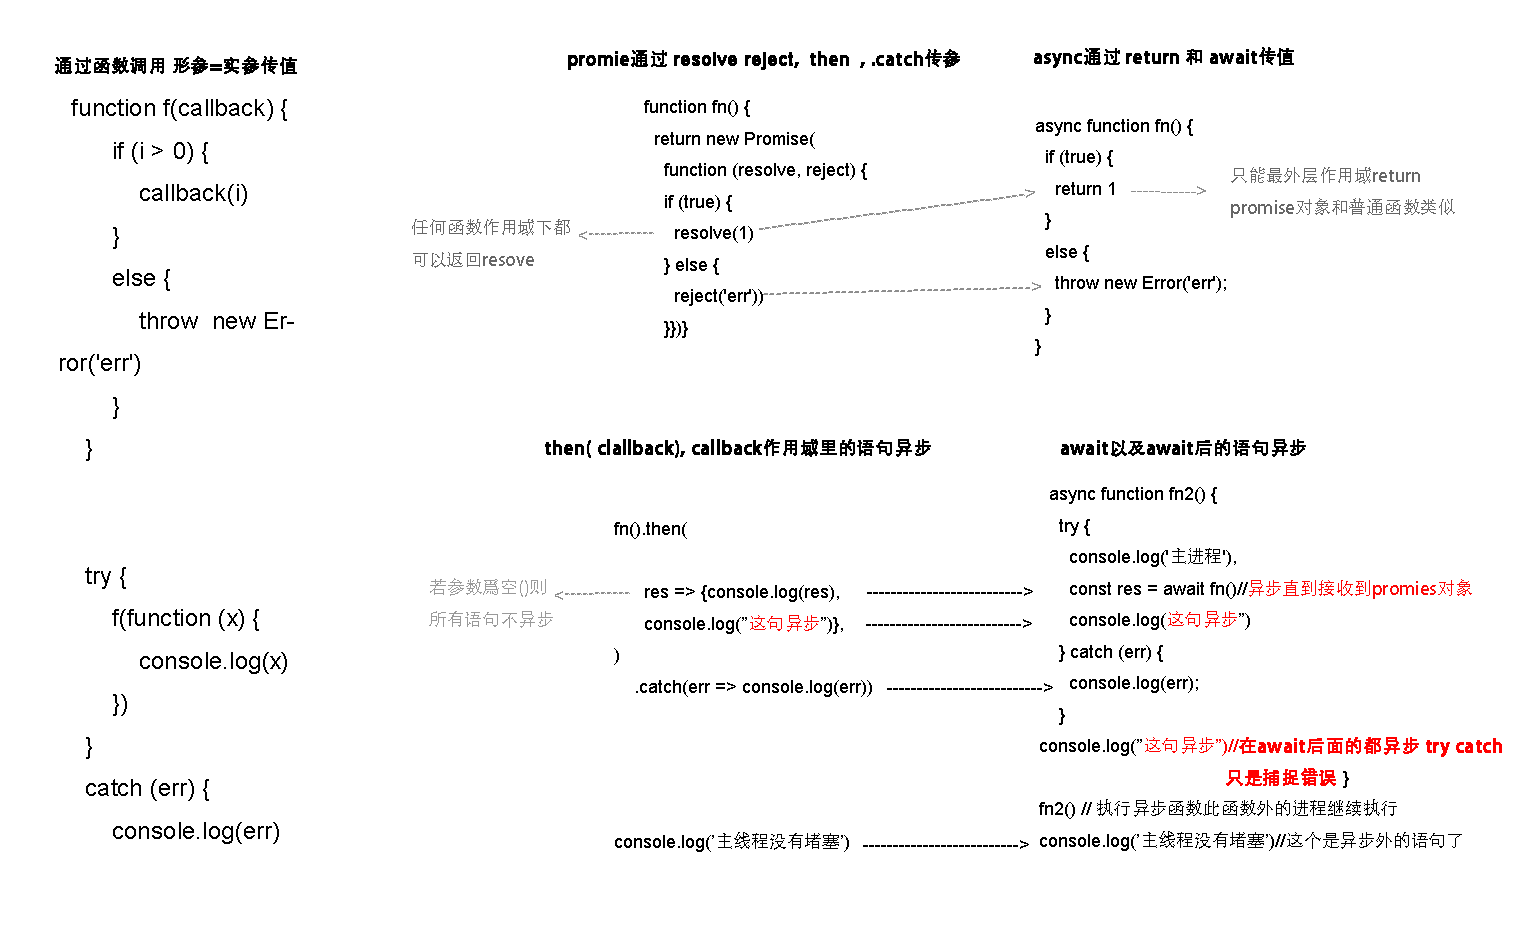 通过函数调用 形参=实参传值
function f(callback) {
if (i > 0) {
callback(i)
}
else {
throw  new Er-
ror('err')
}
}
try {
f(function (x) {
console.log(x)
})
}
catch (err) {
console.log(err)
promie通过 resolve reject,  then  , .catch传参
function fn() {
return new Promise(
function (resolve, reject) {
if (true) {
resolve(1)
} else {
reject('err'))
}})}
任何函数作用域下都
可以返回resove
async通过 return 和 await传值
async function fn() {
if (true) {
return 1
}
else {
throw new Error('err');
}
}
只能最外层作用域return
promise对象和普通函数类似
then( clallback), callback作用域里的语句异步
fn().then(
res => {console.log(res),
console.log(”这句异步”)},
)
.catch(err => console.log(err))
若参数爲空()则
所有语句不异步
console.log(’主线程没有堵塞’)
await以及await后的语句异步
async function fn2() {
try {
console.log('主进程'),
const res = await fn()//异步直到接收到promies对象
console.log(这句异步”)
} catch (err) {
console.log(err);
}
console.log(”这句异步”)//在await后面的都异步 try catch
只是捕捉错误 }
fn2() // 执行异步函数此函数外的进程继续执行
console.log(’主线程没有堵塞’)//这个是异步外的语句了